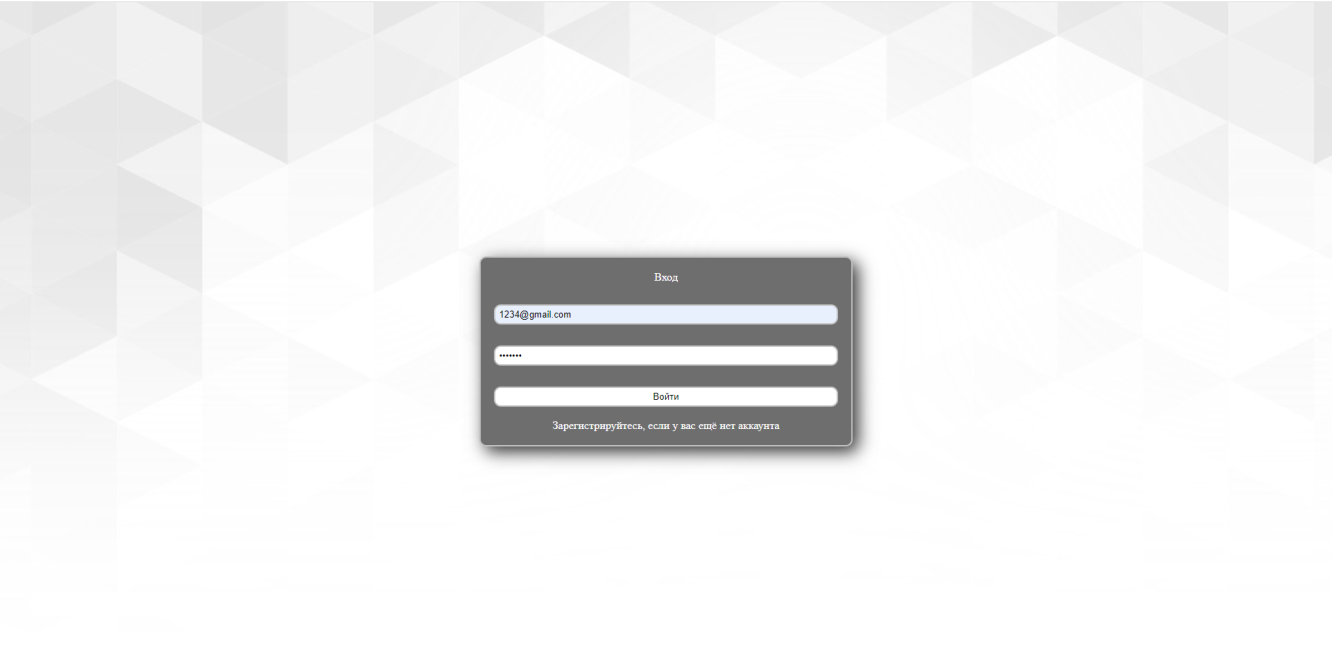 Вход
1234@gmail.com
•••••••
Войти
Зарегистрируйтесь, если у вас ещё нет аккаунта